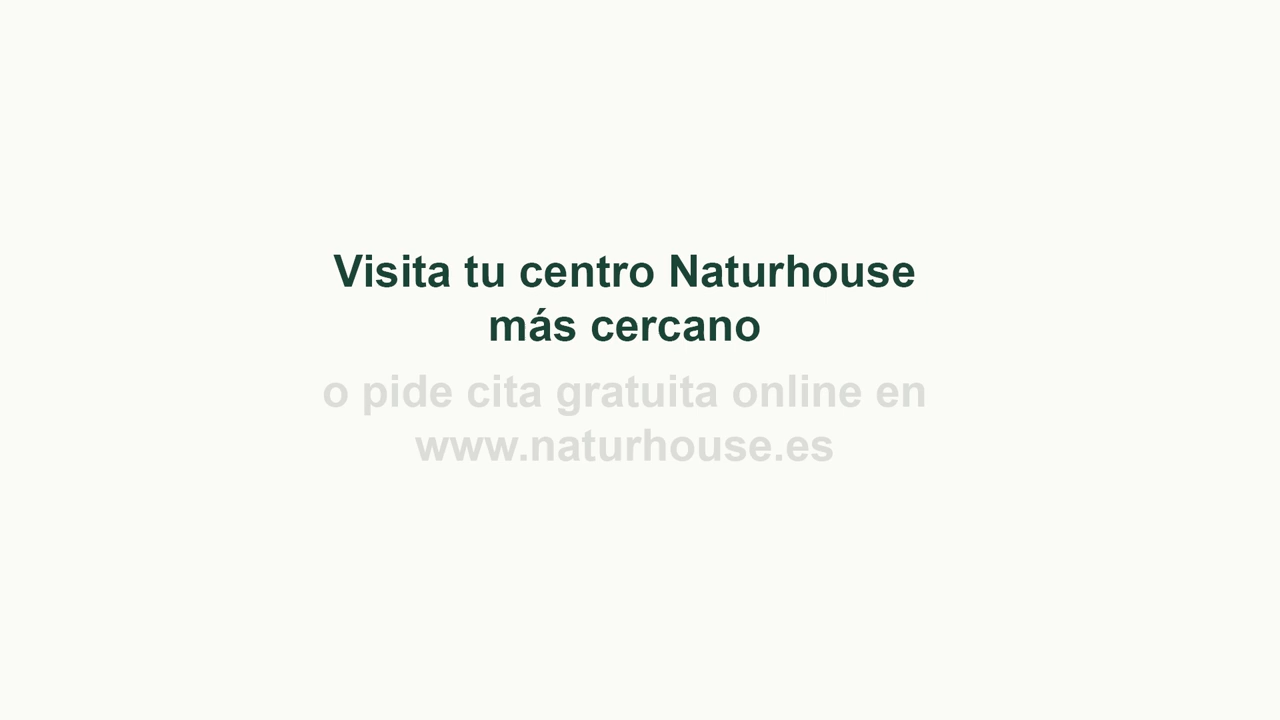 Visita tu centro Naturhouse
más cercano
o pide cita gratuita online en
www.naturhouse.es